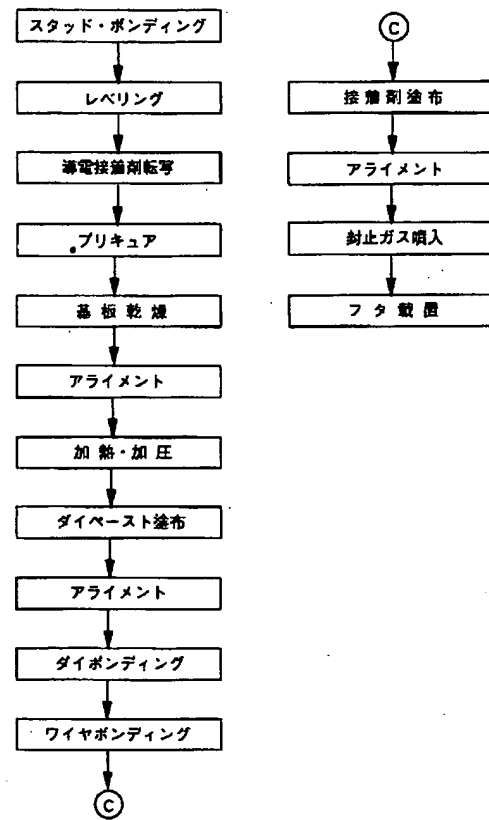 スタッド・ボンディング
レベリング
導電接着剤転写
プリキュア
基板乾燥
アライメント
加熱・加圧
ダイペースト塗布
アライメント
ダイボンディング
ワイヤボンディング
C
C
接着剤塗布
アライメント
封止ガス噴入
フタ載置